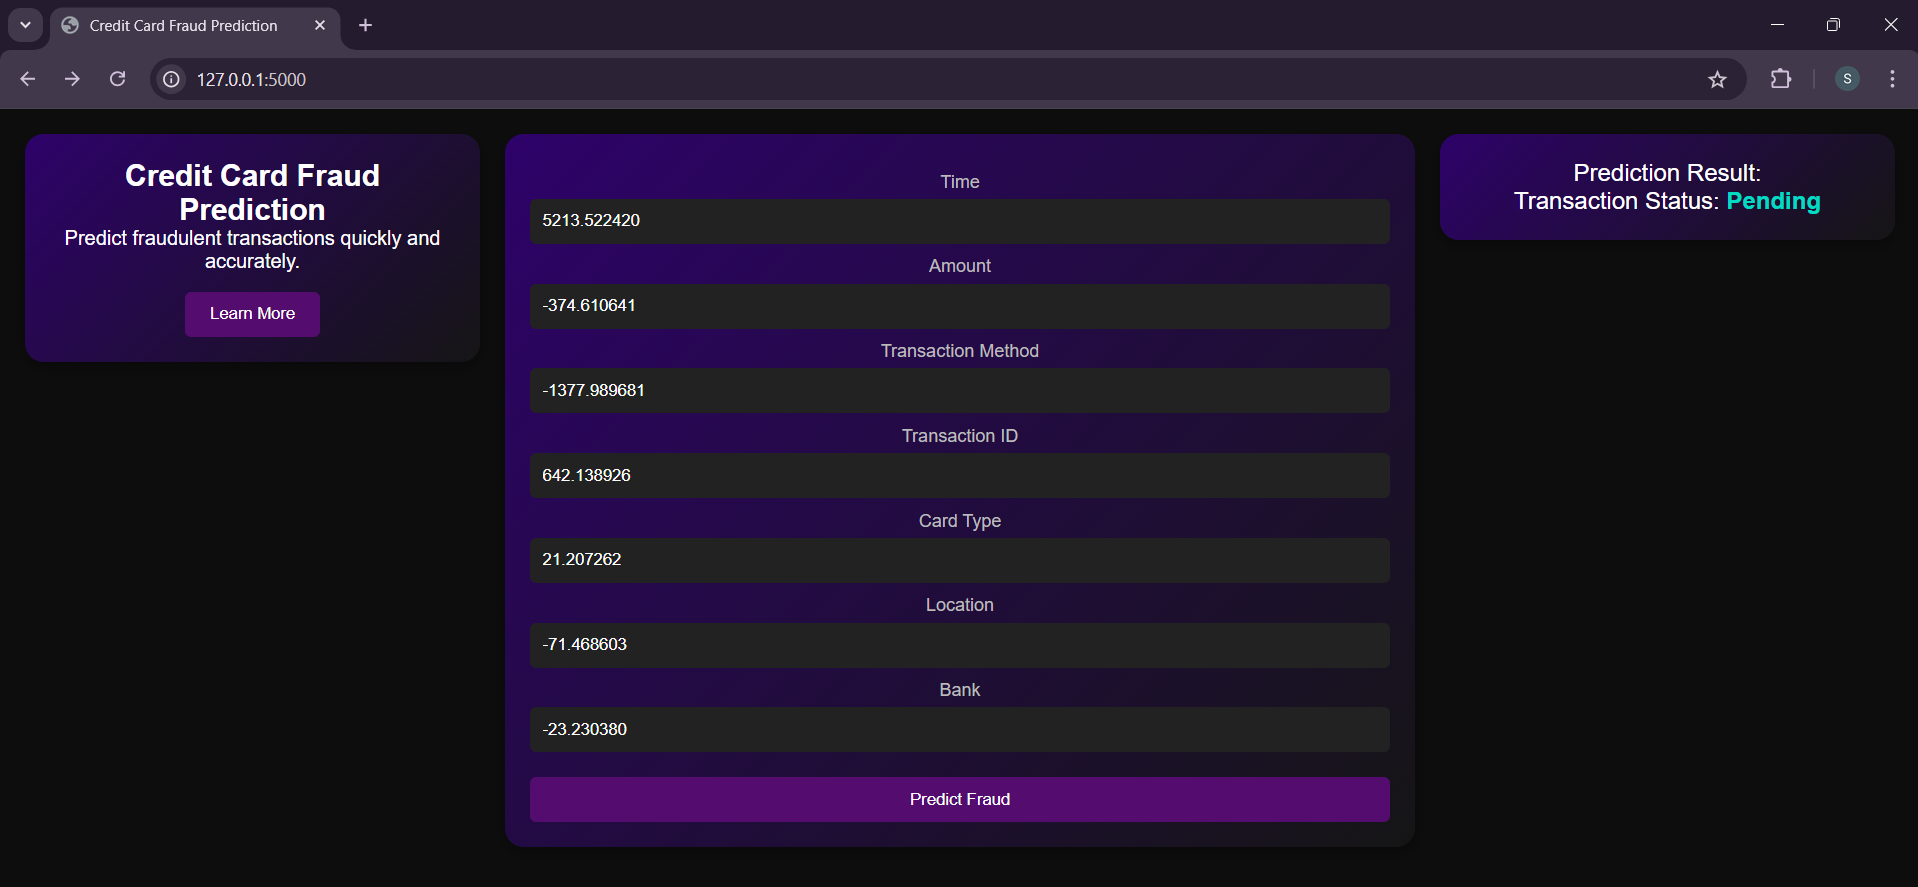 Credit Card Fraud Prediction
127.0.0.1:5000
S
Credit Card Fraud
Prediction
Predict fraudulent transactions quickly and
accurately.
Learn More
Time
5213.522420
Amount
-374.610641
Transaction Method
-1377.989681
Transaction ID
642.138926
Card Type
21.207262
Location
-71.468603
Bank
-23.230380
Predict Fraud
Prediction Result:
Transaction Status: Pending